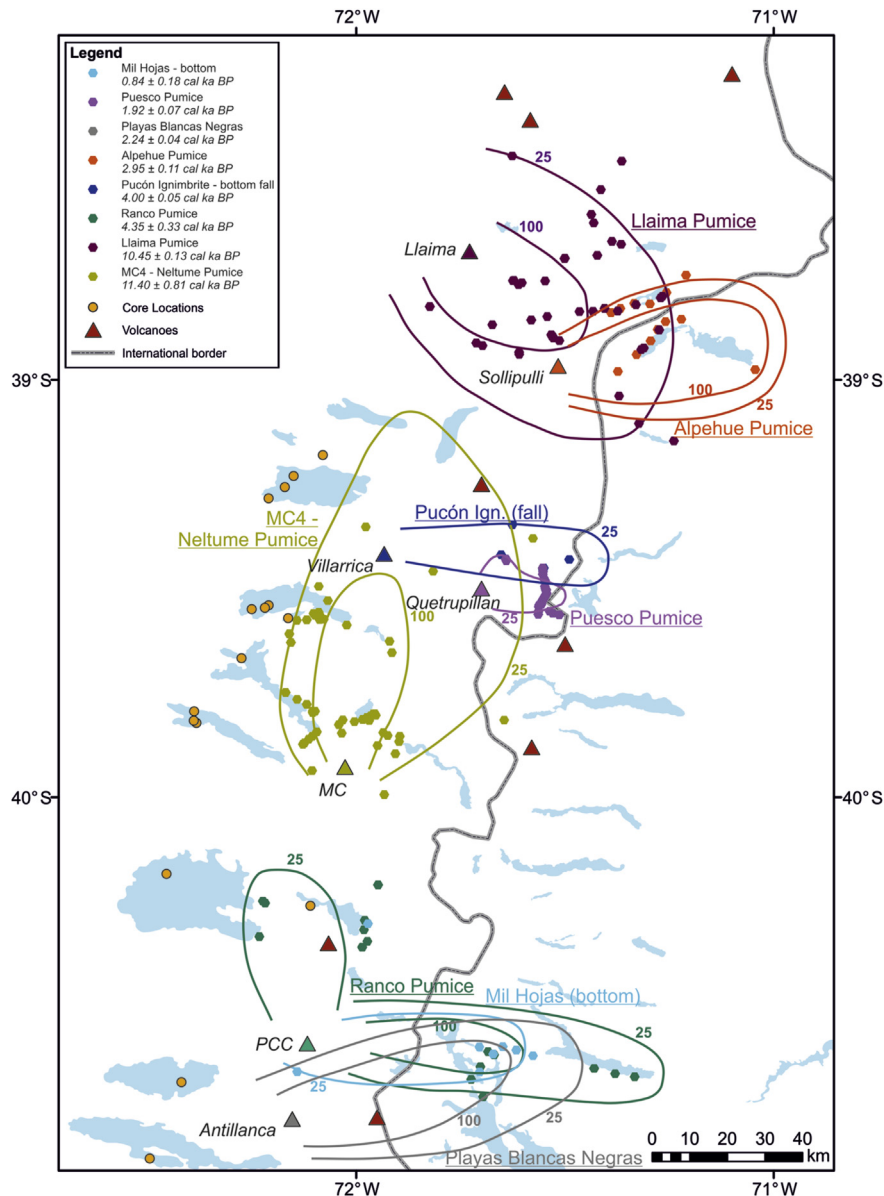 72°W
71°W
Legend
Mil Hojas - bottom
0.84 ± 0.18 cal ka BP
Puesco Pumice
1.92 ± 0.07 cal ka BP
Playas Blancas Negras
2.24 ± 0.04 cal ka BP
Alpehue Pumice
2.95 ± 0.11 cal ka BP
Pucón Ignimbrite - bottom fall
4.00 ± 0.05 cal ka BP
Ranco Pumice
4.35 ± 0.33 cal ka BP
Llaima Pumice
10.45 ± 0.13 cal ka BP
MC4 - Neltume Pumice
11.40 ± 0.81 cal ka BP
Core Locations
Volcanoes
International border
25
100
Llaima Pumice
Llaima
39°S
39°S
Sollipulli
100
25
Alpehue Pumice
MC4 -
Neltume Pumice
Pucón Ign. (fall)
25
Villarrica
Quetrupillan
100
25
Puesco Pumice
25
MC
40°S
40°S
25
Ranco Pumice
Mil Hojas (bottom)
100
25
PCC
25
100
25
Antillanca
Playas Blancas Negras
0 10 20 30 40
km
72°W
71°W